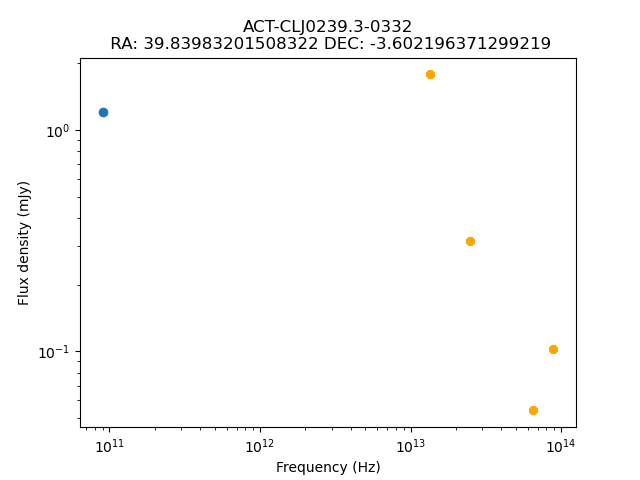 ACT-CLJ0239.3-0332
RA: 39.83983201508322 DEC: -3.602196371299219
Flux density (mJy)
10⁰
10⁻¹
10¹¹ 10¹² 10¹³ 10¹⁴
Frequency (Hz)